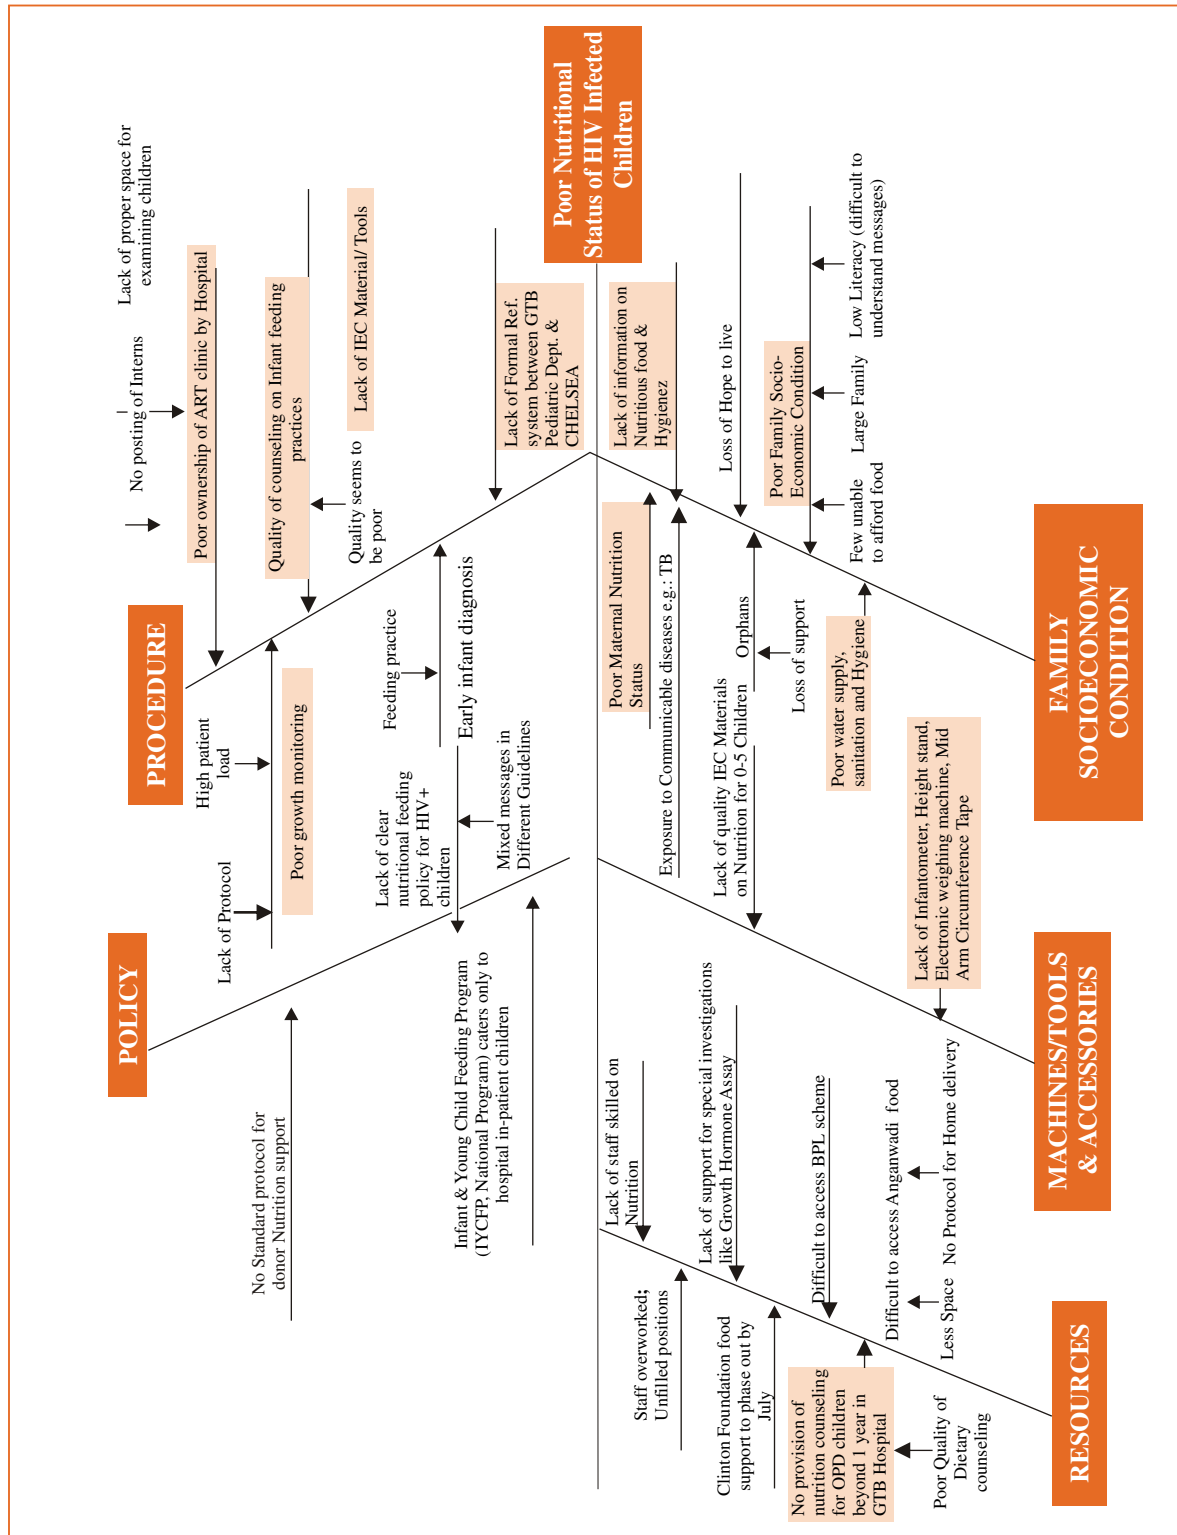 POLICY
PROCEDURE
Lack of Protocol
High patient
load
Poor growth monitoring
No posting of Interns
Lack of proper space for
examining children
Poor ownership of ART clinic by Hospital
Quality of counseling on Infant feeding
practices
Quality seems to
be poor
Lack of IEC Material/ Tools
No Standard protocol for
donor Nutrition support
Lack of clear
nutritional feeding
policy for HIV+
children
Mixed messages in
Different Guidelines
Feeding practice
Early infant diagnosis
Infant & Young Child Feeding Program
(IYCFP, National Program) caters only to
hospital in-patient children
Lack of Formal Ref.
system between GTB
Pediatric Dept. &
CHELSEA
Poor Nutritional
Status of HIV Infected
Children
Lack of staff skilled on
Nutrition
Staff overworked;
Unfilled positions
Lack of support for special investigations
like Growth Hormone Assay
Clinton Foundation food
support to phase out by
July
Difficult to access BPL scheme
No provision of
nutrition counseling
for OPD children
beyond 1 year in
GTB Hospital
Poor Quality of
Dietary
counseling
Difficult to access Anganwadi food
Less Space
No Protocol for Home delivery
Poor Maternal Nutrition
Status
Lack of information on
Nutritious food &
Hygienez
Exposure to Communicable diseases e.g.: TB
Lack of quality IEC Materials
on Nutrition for 0-5 Children
Orphans
Loss of support
Loss of Hope to live
Poor Family Socio-
Economic Condition
Few unable
to afford food
Large Family
Low Literacy (difficult to
understand messages)
Poor water supply,
sanitation and Hygiene
Lack of Infantometer, Height stand,
Electronic weighing machine, Mid
Arm Circumference Tape
RESOURCES
MACHINES/TOOLS
& ACCESSORIES
FAMILY
SOCIOECONOMIC
CONDITION